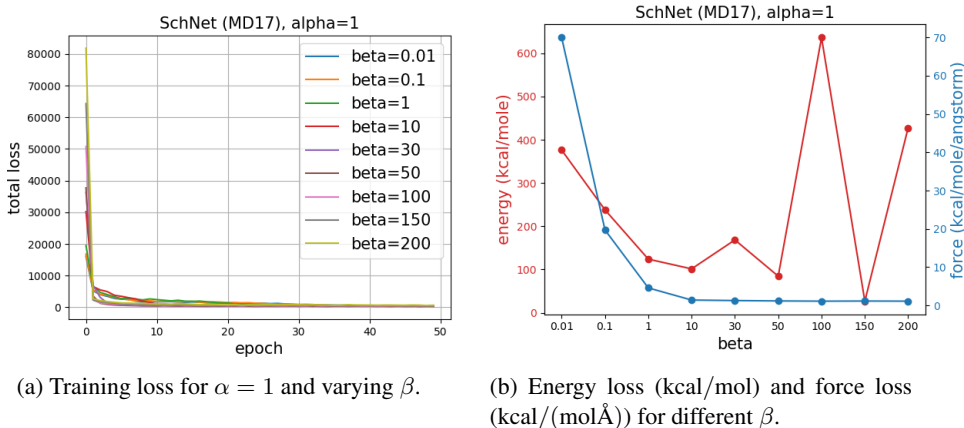 SchNet (MD17), alpha=1
80000
70000
60000
50000
40000
30000
20000
10000
0
total loss
beta=0.01
beta=0.1
beta=1
beta=10
beta=30
beta=50
beta=100
beta=150
beta=200
0 10 20 30 40 50
epoch
(a) Training loss for α = 1 and varying β.
SchNet (MD17), alpha=1
600
500
400
300
200
100
0
energy (kcal/mole)
70
60
50
40
30
20
10
0
force (kcal/mole/angstorm)
0.01 0.1 1 10 30 50 100 150 200
beta
(b) Energy loss (kcal/mol) and force loss
(kcal/(molÅ)) for different β.